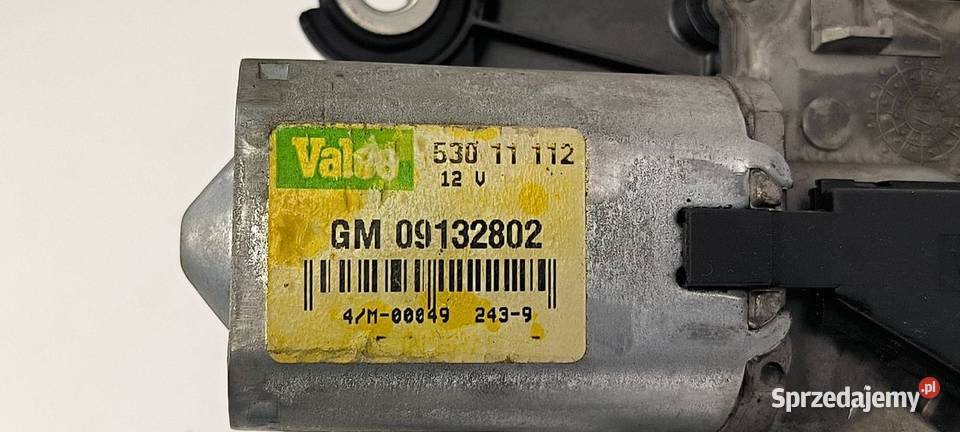 Valeo 530 11 112
12 V
GM 09132802
4/M-00049 243-9
Sprzedajemy.pl